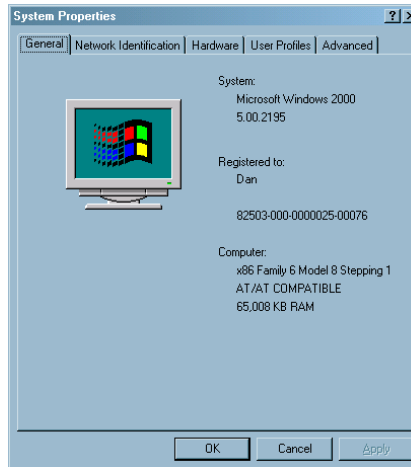 System Properties
General Network Identification Hardware User Profiles Advanced
System:
Microsoft Windows 2000
5.00.2195
Registered to:
Dan
82503-000-0000025-00076
Computer:
x86 Family 6 Model 8 Stepping 1
AT/AT COMPATIBLE
65,008 KB RAM
OK Cancel Apply